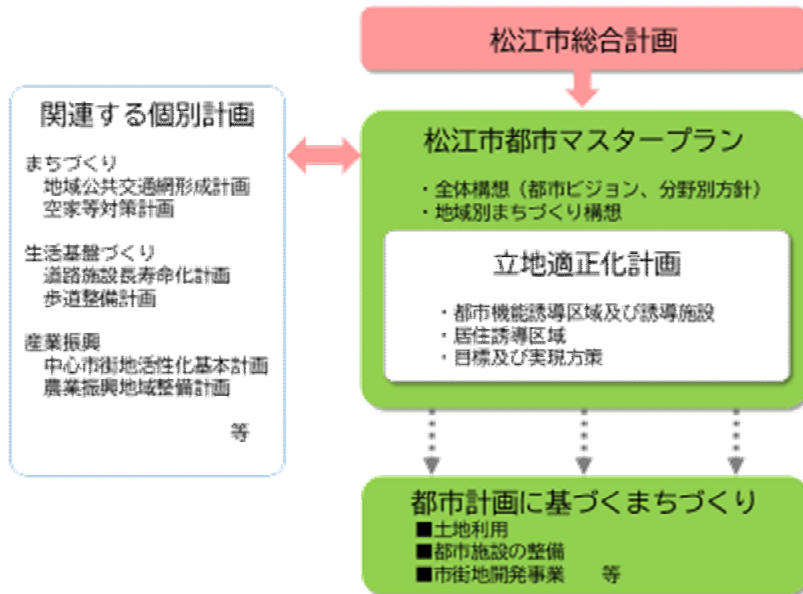 松江市総合計画
関連する個別計画
まちづくり
地域公共交通網形成計画
空家等対策計画
生活基盤づくり
道路施設長寿命化計画
歩道整備計画
産業振興
中心市街地活性化基本計画
農業振興地域整備計画
等
松江市都市マスタープラン
・全体構想（都市ビジョン、分野別方針）
・地域別まちづくり構想
立地適正化計画
・都市機能誘導区域及び誘導施設
・居住誘導区域
・目標及び実現方策
都市計画に基づくまちづくり
■土地利用
■都市施設の整備
■市街地開発事業　　等